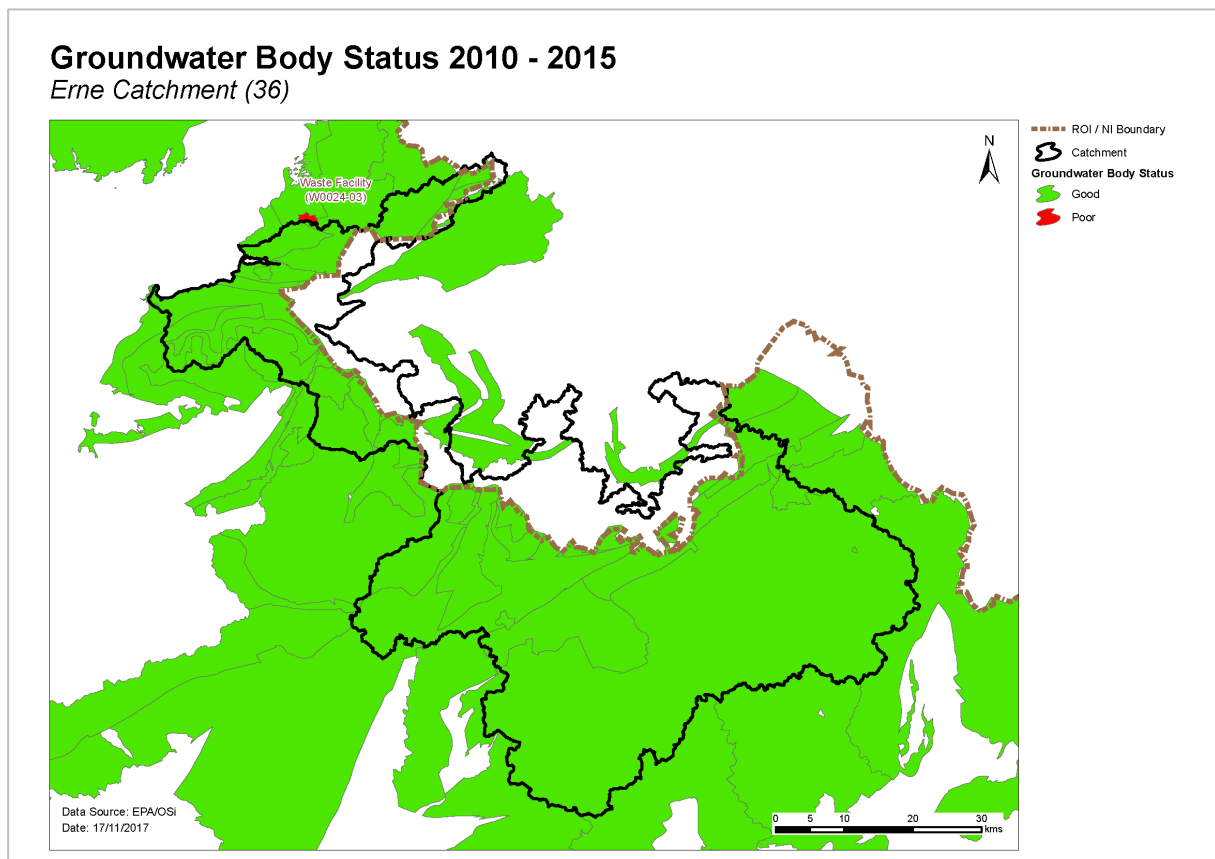 Groundwater Body Status 2010 - 2015
Erne Catchment (36)
Waste Facility
(W0024-03)
N
ROI / NI Boundary
Catchment
Groundwater Body Status
Good
Poor
Data Source: EPA/OSi
Date: 17/11/2017
0 5 10 20 30
kms